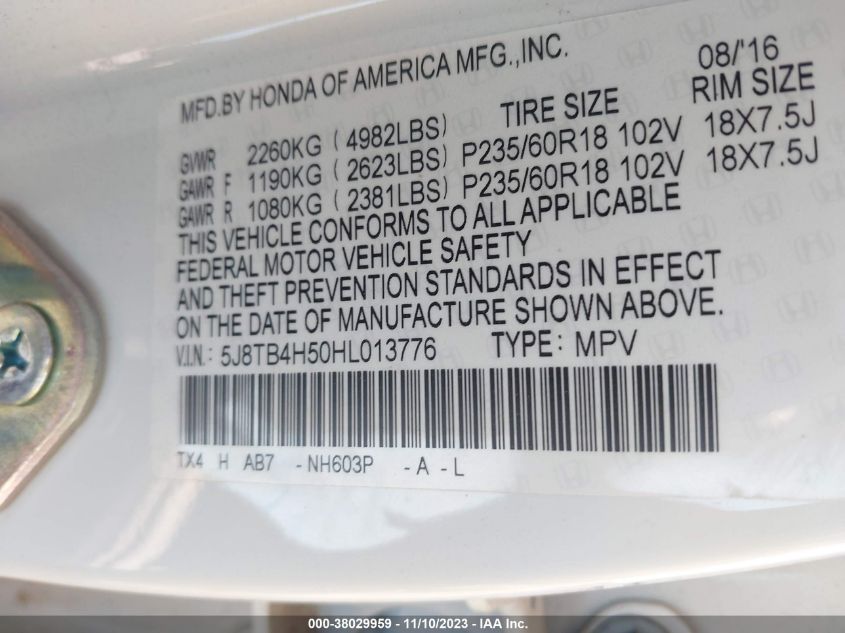 MFD.BY HONDA OF AMERICA MFG.,INC. 08/'16
TIRE SIZE RIM SIZE
GVWR 2260KG (4982LBS)
GAWR F 1190KG (2623LBS) P235/60R18 102V 18X7.5J
GAWR R 1080KG (2381LBS) P235/60R18 102V 18X7.5J
THIS VEHICLE CONFORMS TO ALL APPLICABLE
FEDERAL MOTOR VEHICLE SAFETY
AND THEFT PREVENTION STANDARDS IN EFFECT
ON THE DATE OF MANUFACTURE SHOWN ABOVE.
V.I.N.: 5J8TB4H50HL013776 TYPE: MPV
TX4 H AB7 -NH603P -A -L
000-38029959 - 11/10/2023 - IAA Inc.